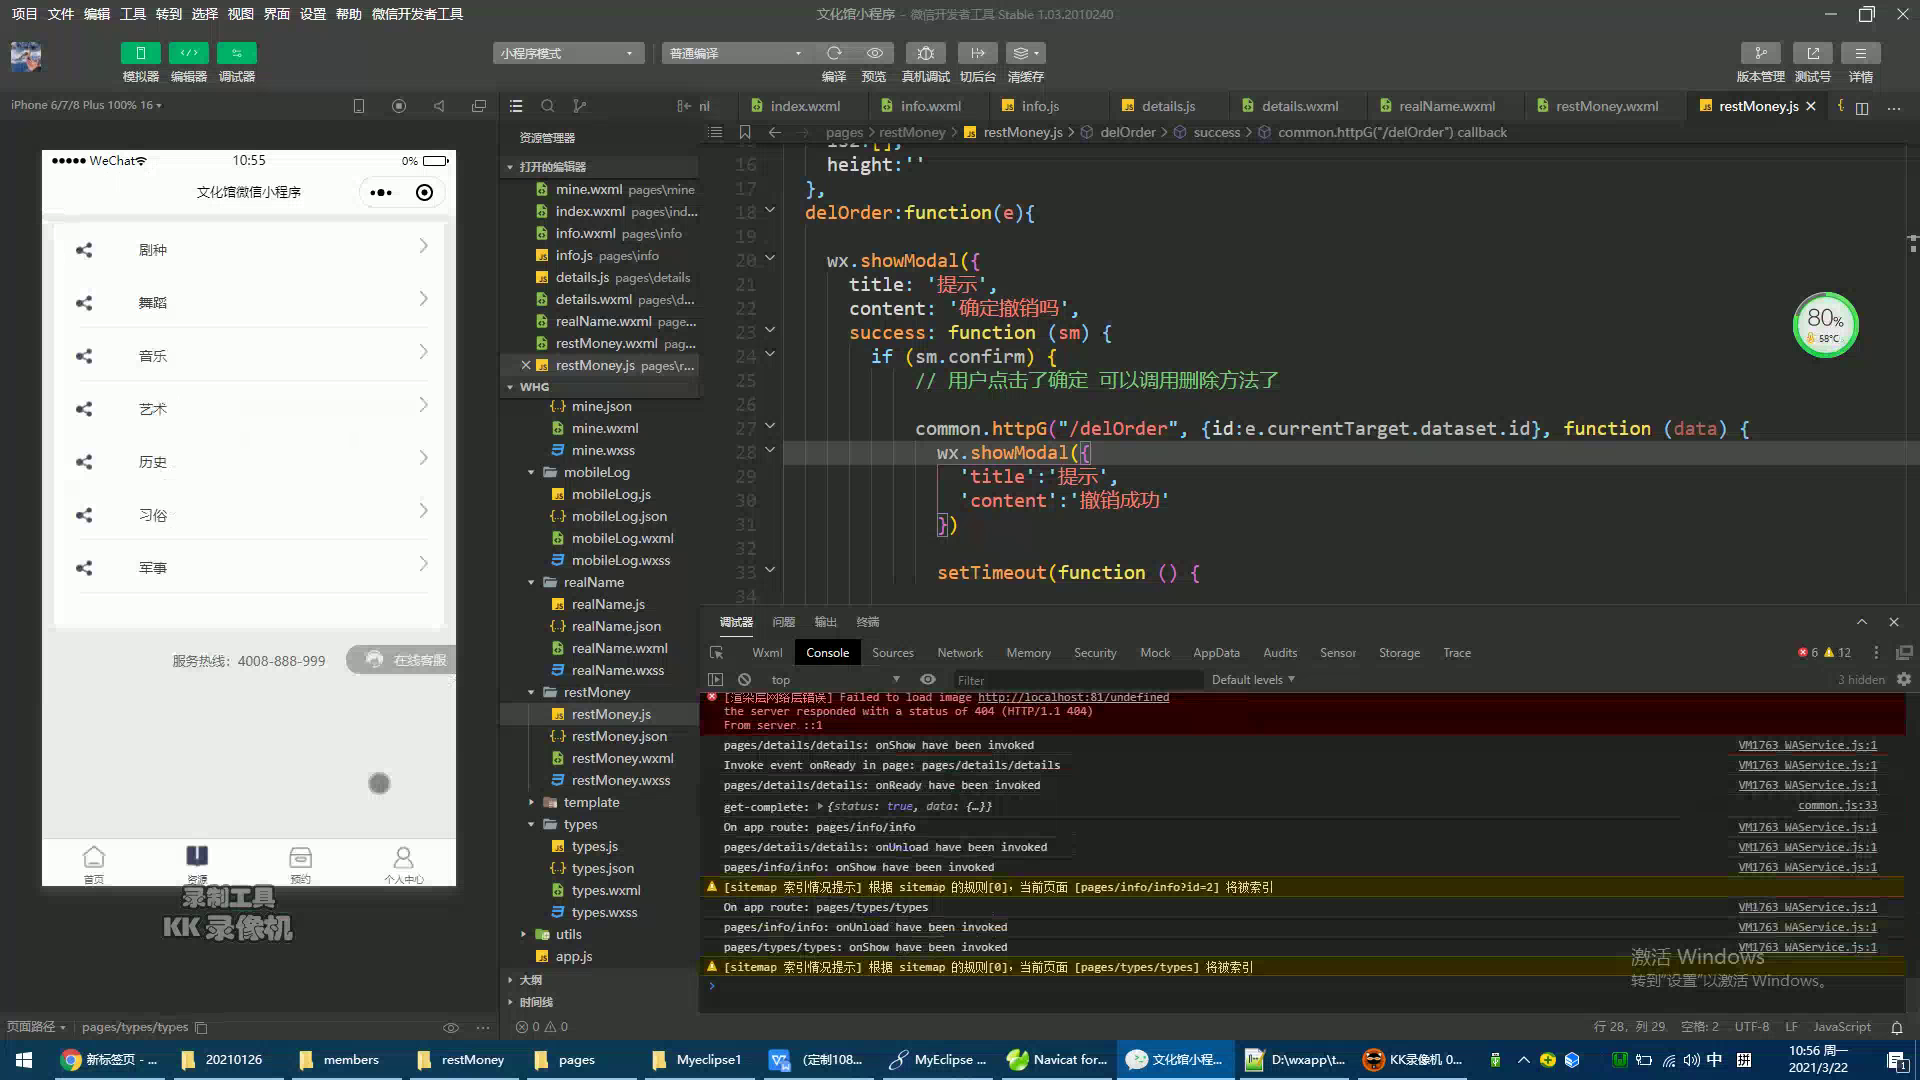 项目 文件 编辑 工具 转到 选择 视图 界面 设置 帮助 微信开发者工具
文化馆小程序 - 微信开发者工具 Stable 1.03.2010240
小程序模式
普通编译
模拟器 编辑器 调试器
编译 预览 真机调试 切后台 清缓存
版本管理 测试号 详情
iPhone 6/7/8 Plus 100% 16
nl index.wxml info.wxml info.js details.js details.wxml realName.wxml restMoney.wxml restMoney.js
pages > restMoney > restMoney.js > delOrder > success > common.httpG("/delOrder") callback
WeChat 10:55 0%
文化馆微信小程序
剧种
舞蹈
音乐
艺术
历史
习俗
军事
服务热线：4008-888-999
在线客服
首页 资源 预约 个人中心
录制工具
KK 录像机
资源管理器
打开的编辑器
mine.wxml pages\mine
index.wxml pages\ind...
info.wxml pages\info
info.js pages\info
details.js pages\details
details.wxml pages\d...
realName.wxml page...
restMoney.wxml pag...
restMoney.js pages\r...
WHG
mine.json
mine.wxml
mine.wxss
mobileLog
mobileLog.js
mobileLog.json
mobileLog.wxml
mobileLog.wxss
realName
realName.js
realName.json
realName.wxml
realName.wxss
restMoney
restMoney.js
restMoney.json
restMoney.wxml
restMoney.wxss
template
types
types.js
types.json
types.wxml
types.wxss
utils
app.js
大纲
时间线
16 height:''
17 },
18 delOrder:function(e){
19
20 wx.showModal({
21 title: '提示',
22 content: '确定撤销吗',
23 success: function (sm) {
24 if (sm.confirm) {
25 // 用户点击了确定 可以调用删除方法了
26
27 common.httpG("/delOrder", {id:e.currentTarget.dataset.id}, function (data) {
28 wx.showModal({
29 'title':'提示',
30 'content':'撤销成功'
31 })
32
33 setTimeout(function () {
34
80%
58°C
调试器 问题 输出 终端
Wxml Console Sources Network Memory Security Mock AppData Audits Sensor Storage Trace
6 12
top Filter Default levels 3 hidden
[渲染层网络层错误] Failed to load image http://localhost:81/undefined
the server responded with a status of 404 (HTTP/1.1 404)
From server ::1
pages/details/details: onShow have been invoked VM1763 WAService.js:1
Invoke event onReady in page: pages/details/details VM1763 WAService.js:1
pages/details/details: onReady have been invoked VM1763 WAService.js:1
get-complete: {status: true, data: {…}} common.js:33
On app route: pages/info/info VM1763 WAService.js:1
pages/details/details: onUnload have been invoked VM1763 WAService.js:1
pages/info/info: onShow have been invoked VM1763 WAService.js:1
[sitemap 索引情况提示] 根据 sitemap 的规则[0]，当前页面 [pages/info/info?id=2] 将被索引
On app route: pages/types/types VM1763 WAService.js:1
pages/info/info: onUnload have been invoked VM1763 WAService.js:1
pages/types/types: onShow have been invoked VM1763 WAService.js:1
[sitemap 索引情况提示] 根据 sitemap 的规则[0]，当前页面 [pages/types/types] 将被索引
激活 Windows
转到"设置"以激活 Windows。
页面路径 pages/types/types
0 0
行 28，列 29 空格: 2 UTF-8 LF JavaScript
新标签页 - ... 20210126 members restMoney pages Myeclipse1 (定制108... MyEclipse ... Navicat for... 文化馆小程... D:\wxapp\t... KK录像机 0...
中 拼
10:56 周一
2021/3/22
1